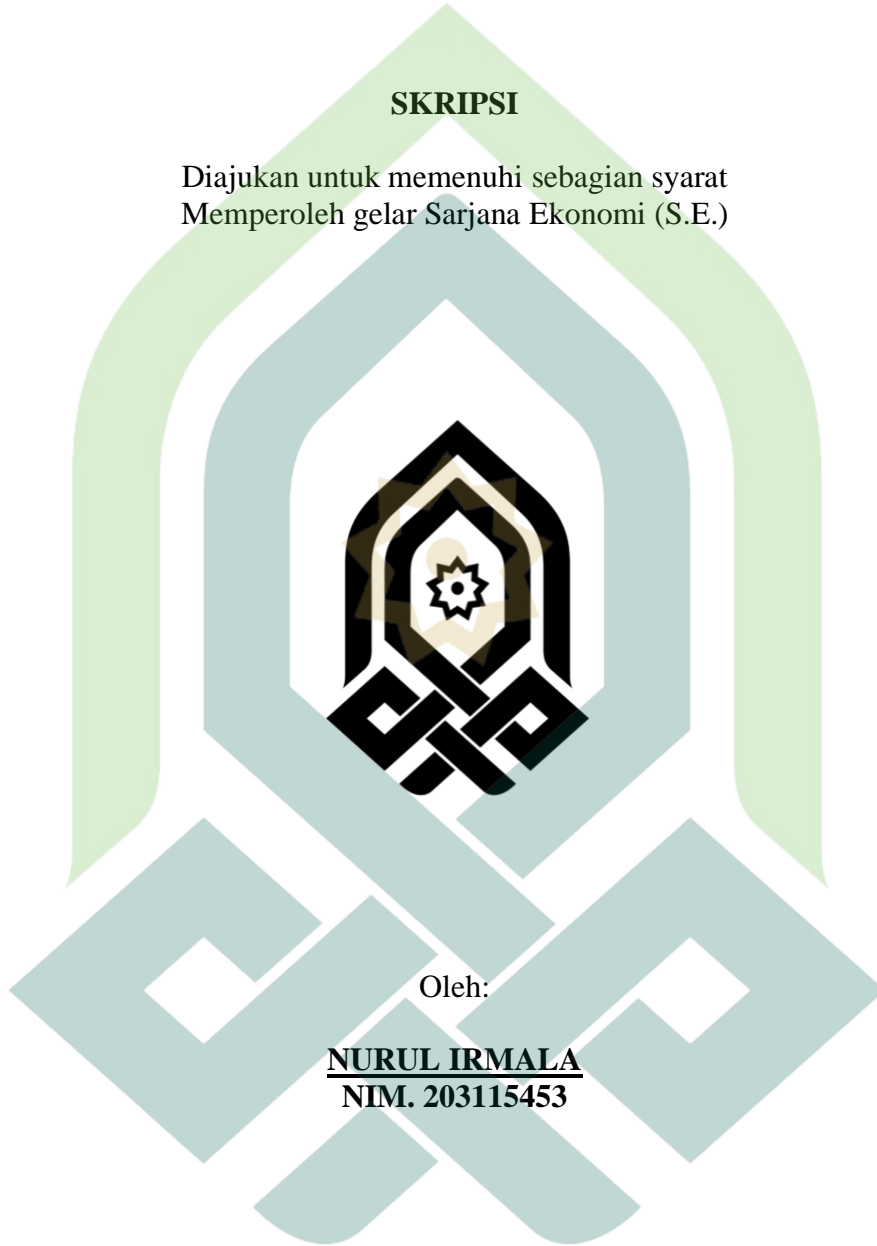 SKRIPSI
Diajukan untuk memenuhi sebagian syarat
Memperoleh gelar Sarjana Ekonomi (S.E.)
Oleh:
NURUL IRMALA
NIM. 203115453